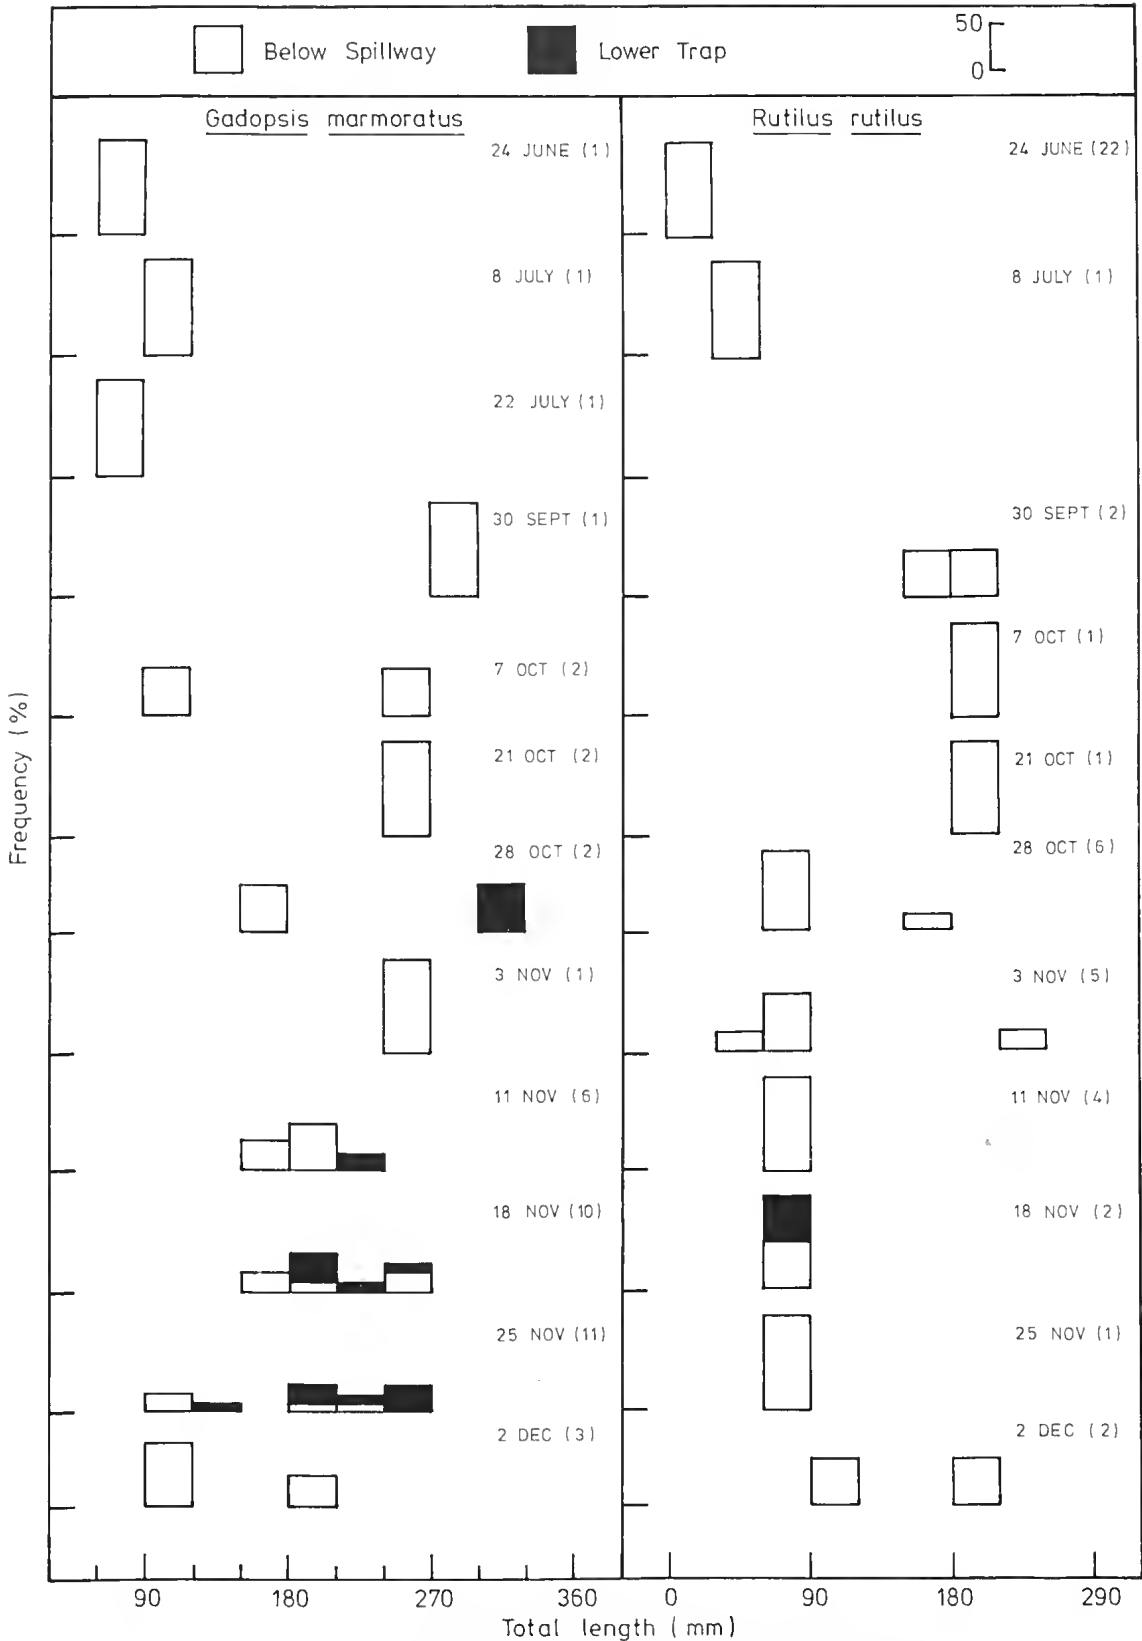 Below Spillway
Lower Trap
50
0
Gadopsis marmoratus
Rutilus rutilus
24 JUNE (1)
24 JUNE (22)
8 JULY (1)
8 JULY (1)
22 JULY (1)
30 SEPT (1)
30 SEPT (2)
7 OCT (2)
7 OCT (1)
21 OCT (2)
21 OCT (1)
28 OCT (2)
28 OCT (6)
3 NOV (1)
3 NOV (5)
11 NOV (6)
11 NOV (4)
18 NOV (10)
18 NOV (2)
25 NOV (11)
25 NOV (1)
2 DEC (3)
2 DEC (2)
Frequency (%)
90 180 270 360 0 90 180 290
Total length (mm)